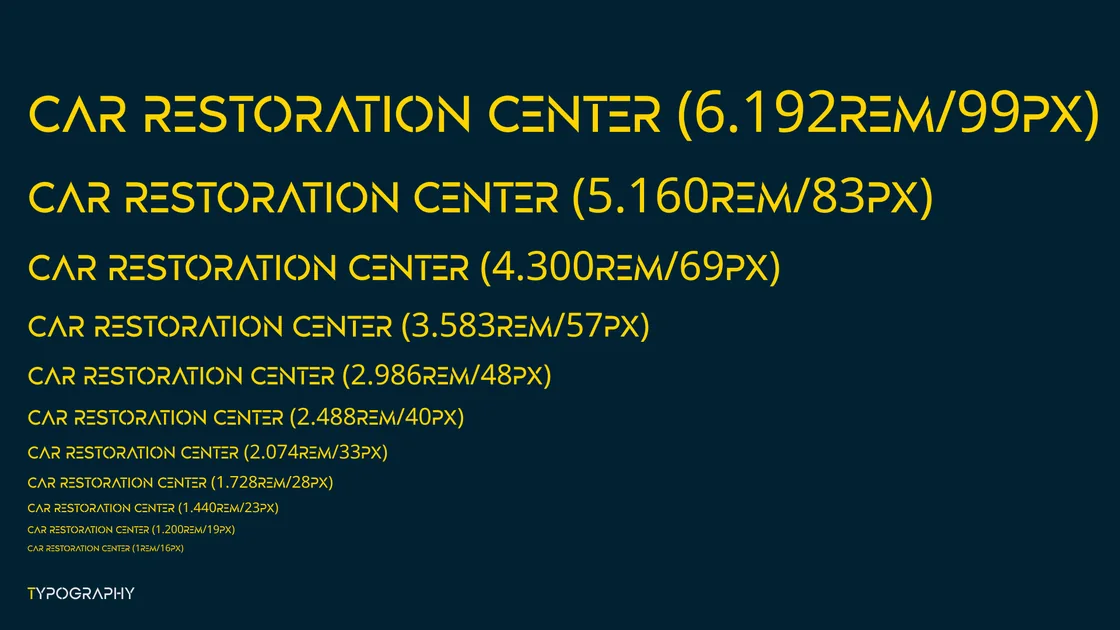 CAR RESTORATION CENTER (6.192REM/99PX)
CAR RESTORATION CENTER (5.160REM/83PX)
CAR RESTORATION CENTER (4.300REM/69PX)
CAR RESTORATION CENTER (3.583REM/57PX)
CAR RESTORATION CENTER (2.986REM/48PX)
CAR RESTORATION CENTER (2.488REM/40PX)
CAR RESTORATION CENTER (2.074REM/33PX)
CAR RESTORATION CENTER (1.728REM/28PX)
CAR RESTORATION CENTER (1.440REM/23PX)
CAR RESTORATION CENTER (1.200REM/19PX)
CAR RESTORATION CENTER (1REM/16PX)
TYPOGRAPHY